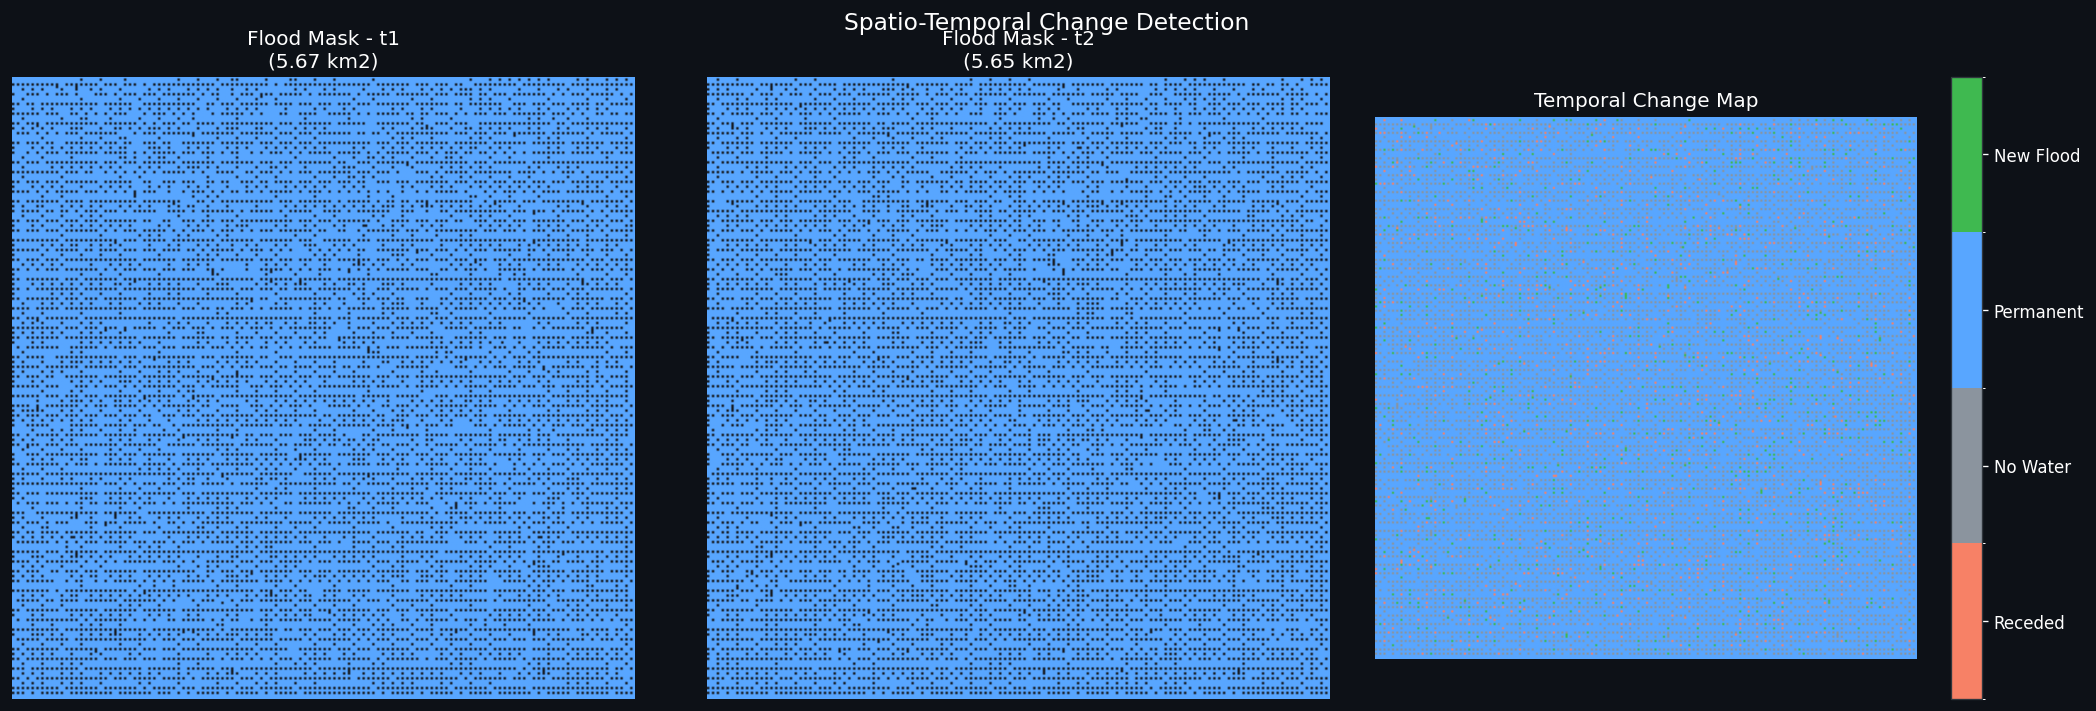 Spatio-Temporal Change Detection
Flood Mask - t1
(5.67 km2)
Flood Mask - t2
(5.65 km2)
Temporal Change Map
New Flood
Permanent
No Water
Receded